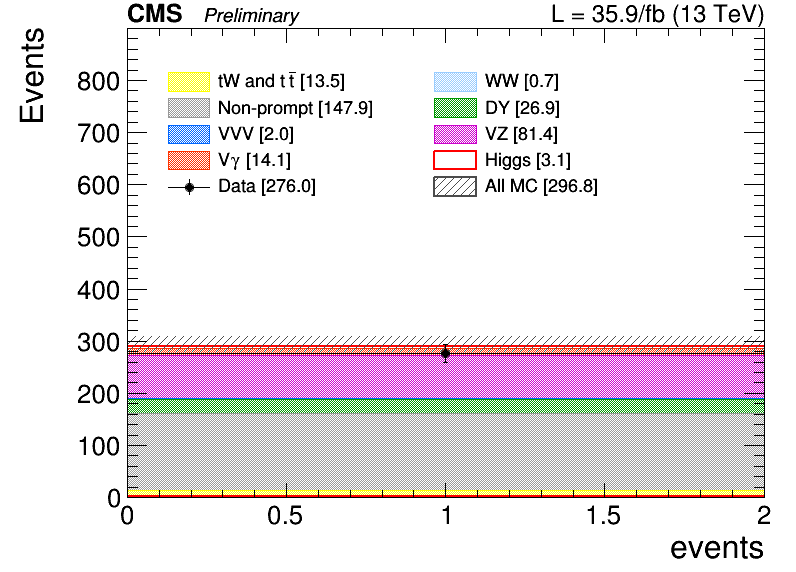 CMS Preliminary L = 35.9/fb (13 TeV)
Events
800
700
600
500
400
300
200
100
0
tW and t t̄ [13.5]
Non-prompt [147.9]
VVV [2.0]
Vγ [14.1]
Data [276.0]
WW [0.7]
DY [26.9]
VZ [81.4]
Higgs [3.1]
All MC [296.8]
0 0.5 1 1.5 2
events